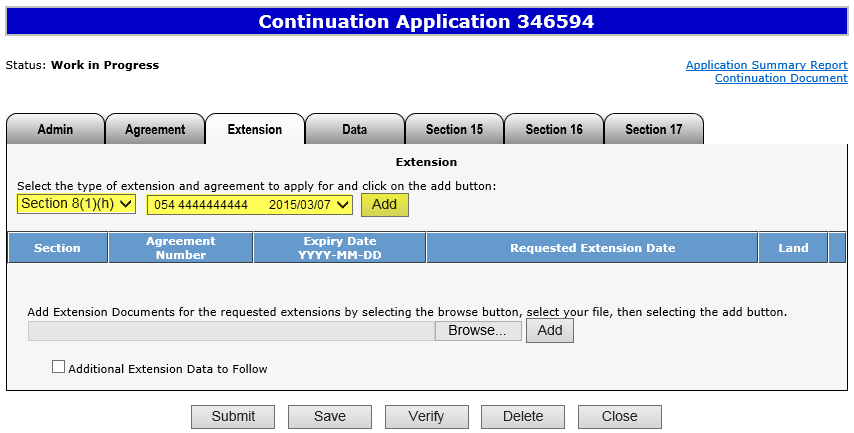 Continuation Application 346594
Status: Work in Progress
Application Summary Report
Continuation Document
Admin Agreement Extension Data Section 15 Section 16 Section 17
Extension
Select the type of extension and agreement to apply for and click on the add button:
Section 8(1)(h) 054 4444444444 2015/03/07 Add
Section Agreement Number Expiry Date YYYY-MM-DD Requested Extension Date Land
Add Extension Documents for the requested extensions by selecting the browse button, select your file, then selecting the add button.
Browse... Add
Additional Extension Data to Follow
Submit Save Verify Delete Close